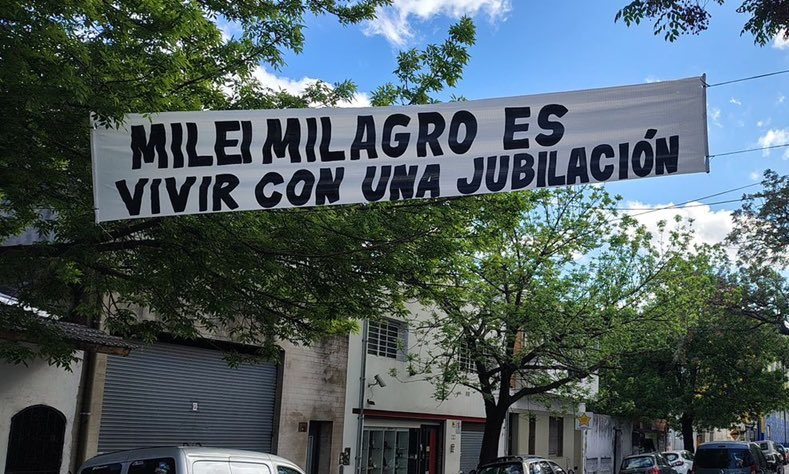 MILEI MILAGRO ES
VIVIR CON UNA JUBILACIÓN